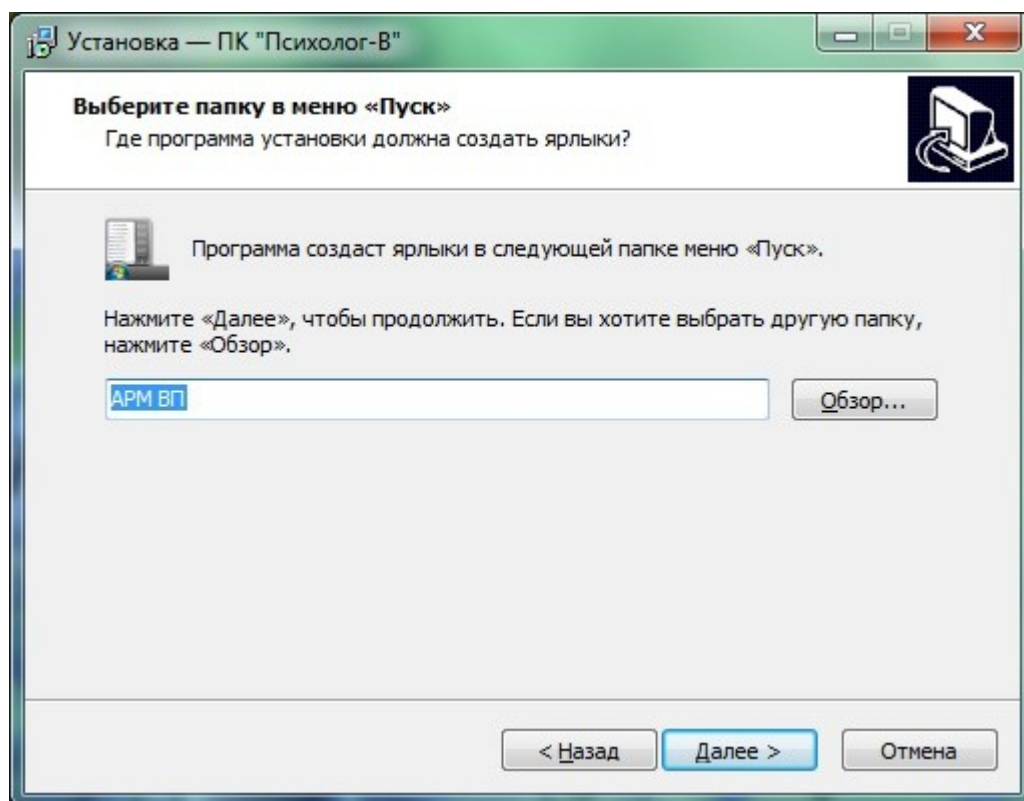 Установка — ПК "Психолог-В"
Выберите папку в меню «Пуск»
Где программа установки должна создать ярлыки?
Программа создаст ярлыки в следующей папке меню «Пуск».
Нажмите «Далее», чтобы продолжить. Если вы хотите выбрать другую папку,
нажмите «Обзор».
АРМ ВП
Обзор...
< Назад
Далее >
Отмена